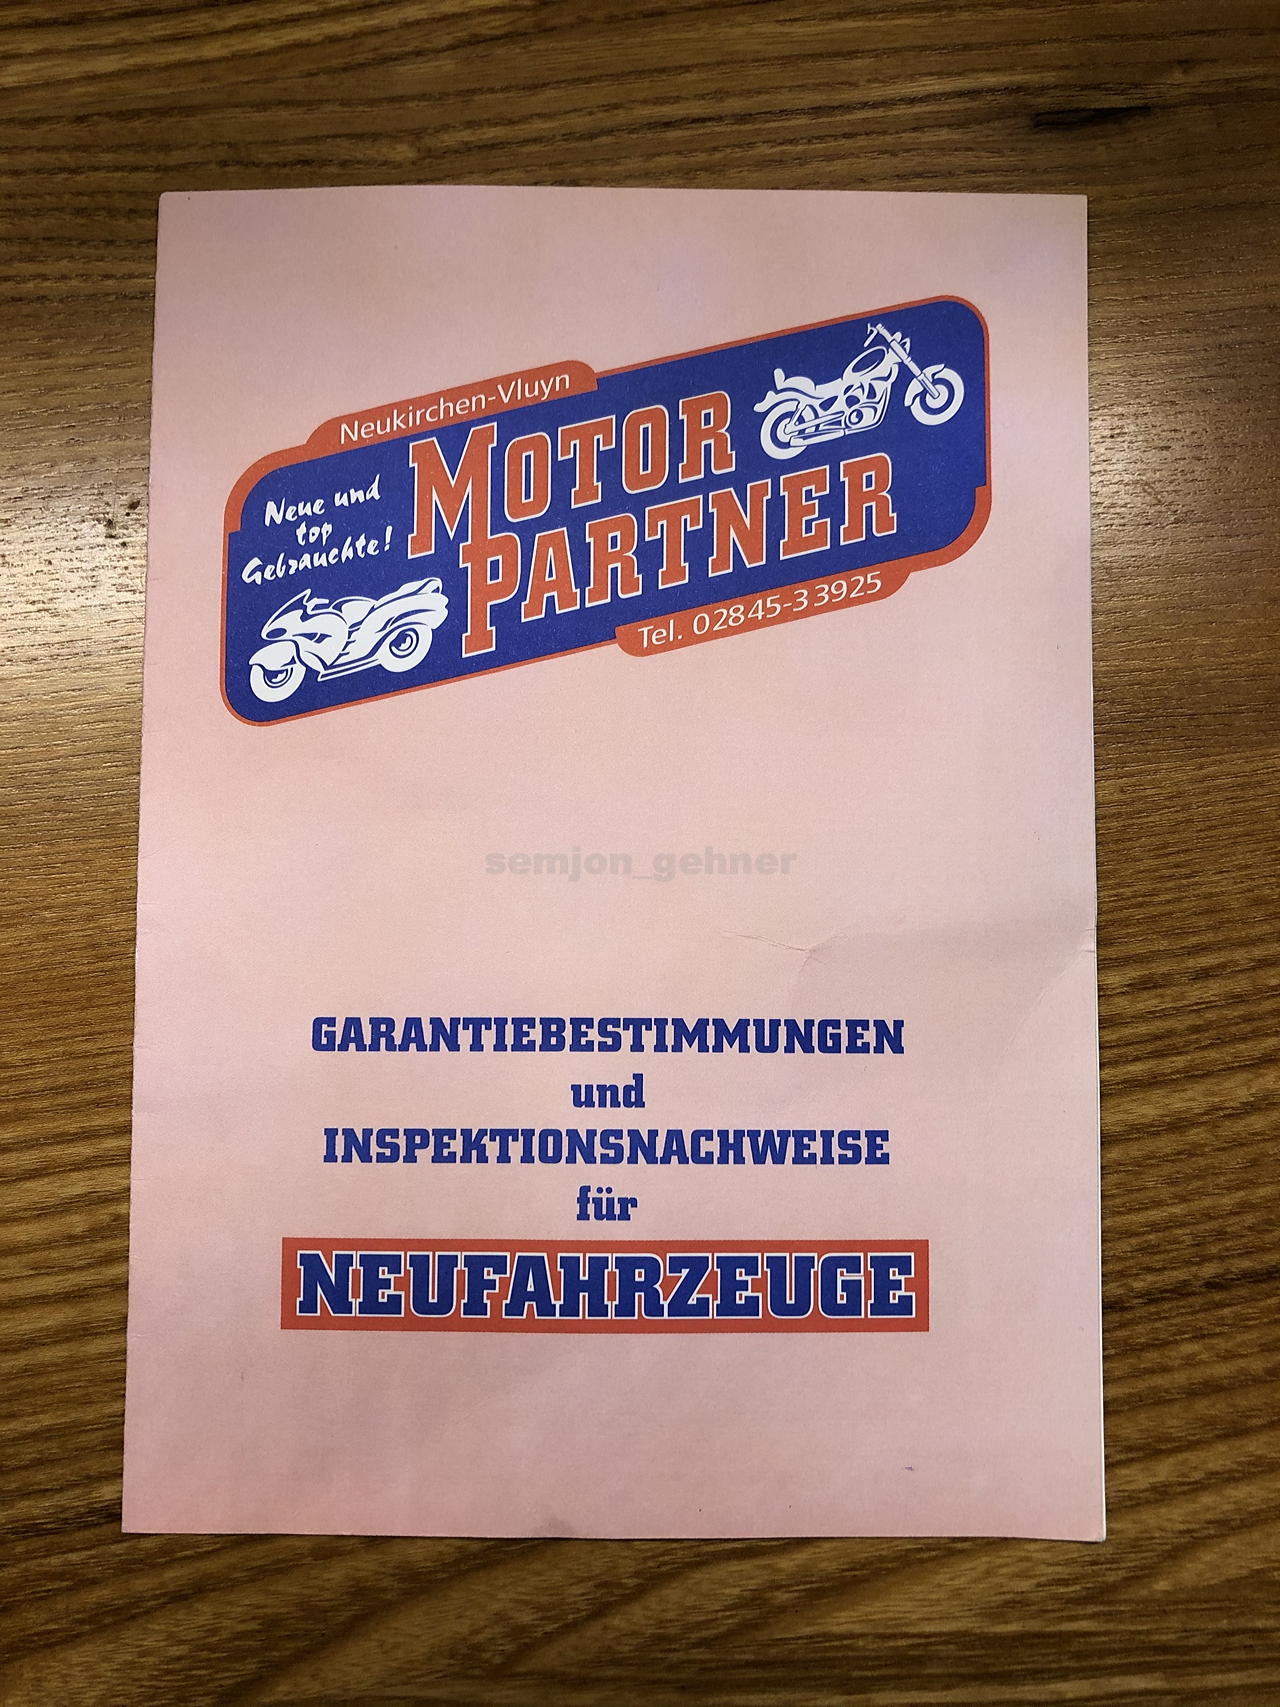 Neukirchen-Vluyn
Neue und
top
Gebrauchte!
MOTOR
PARTNER
Tel. 02845-33925
semjon_gehner
GARANTIEBESTIMMUNGEN
und
INSPEKTIONSNACHWEISE
für
NEUFAHRZEUGE